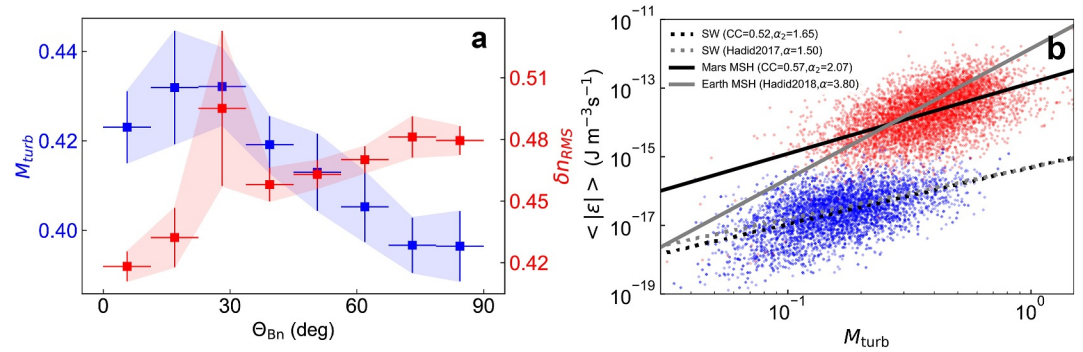 a
0.44
0.42
0.40
M_turb
0.51
0.48
0.45
0.42
δn_RMS
0 30 60 90
Θ_Bn (deg)
b
SW (CC=0.52,α₂=1.65)
SW (Hadid2017,α=1.50)
Mars MSH (CC=0.57,α₂=2.07)
Earth MSH (Hadid2018,α=3.80)
10⁻¹¹
10⁻¹³
10⁻¹⁵
10⁻¹⁷
10⁻¹⁹
< |ε| > (J m⁻³s⁻¹)
10⁻¹ 10⁰
M_turb